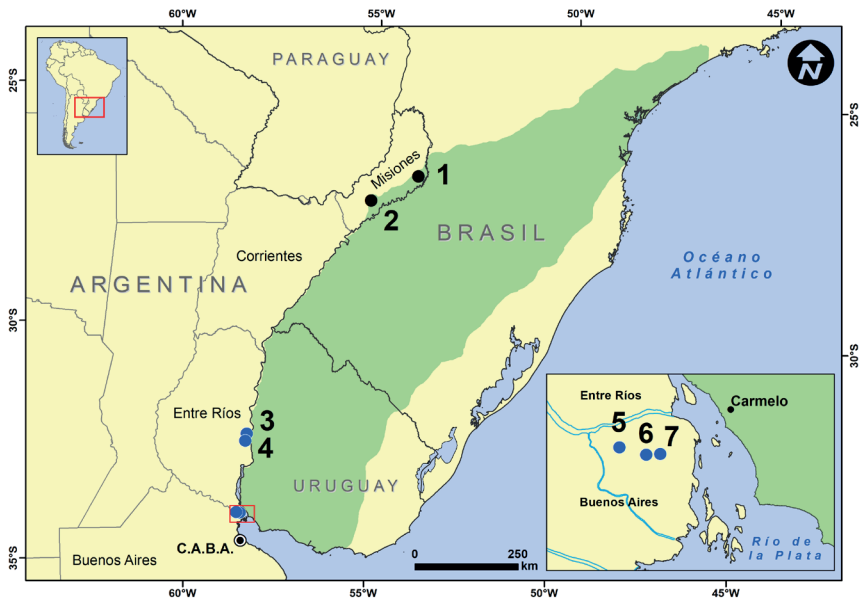 60°W 55°W 50°W 45°W
25°S
PARAGUAY
N
25°S
Misiones
1
2
BRASIL
Corrientes
Océano
Atlántico
ARGENTINA
30°S
30°S
Entre Ríos
3
4
Entre Ríos
Carmelo
5
6
7
URUGUAY
Buenos Aires
Río de
la Plata
C.A.B.A.
Buenos Aires
0 250
km
35°S
35°S
60°W 55°W 50°W 45°W